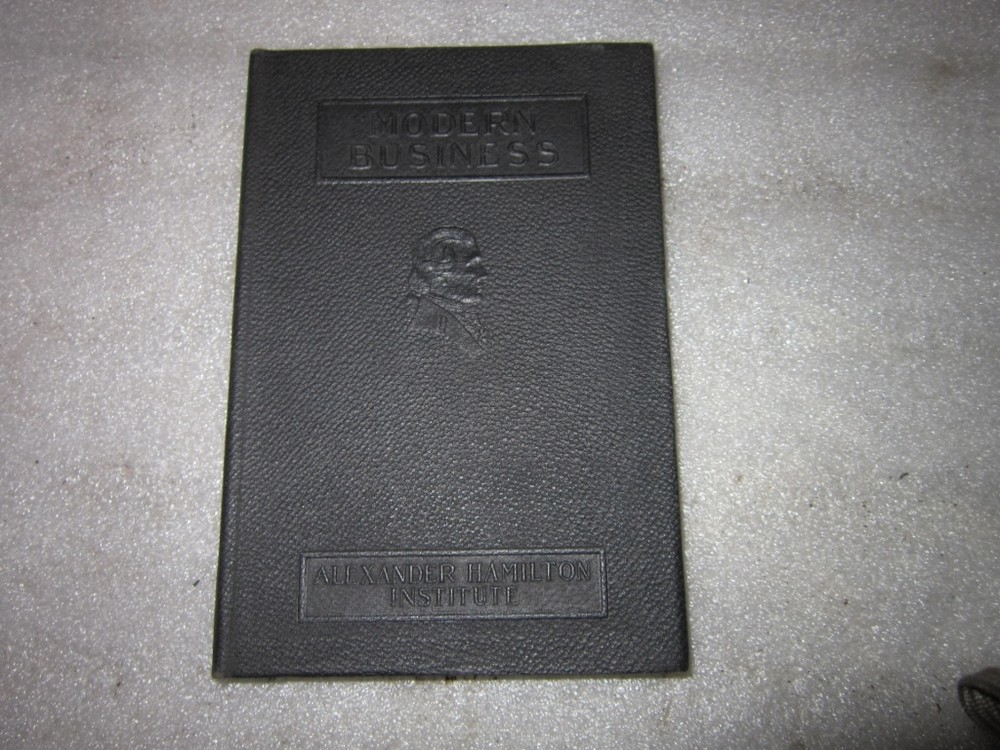 MODERN
BUSINESS
ALEXANDER HAMILTON
INSTITUTE